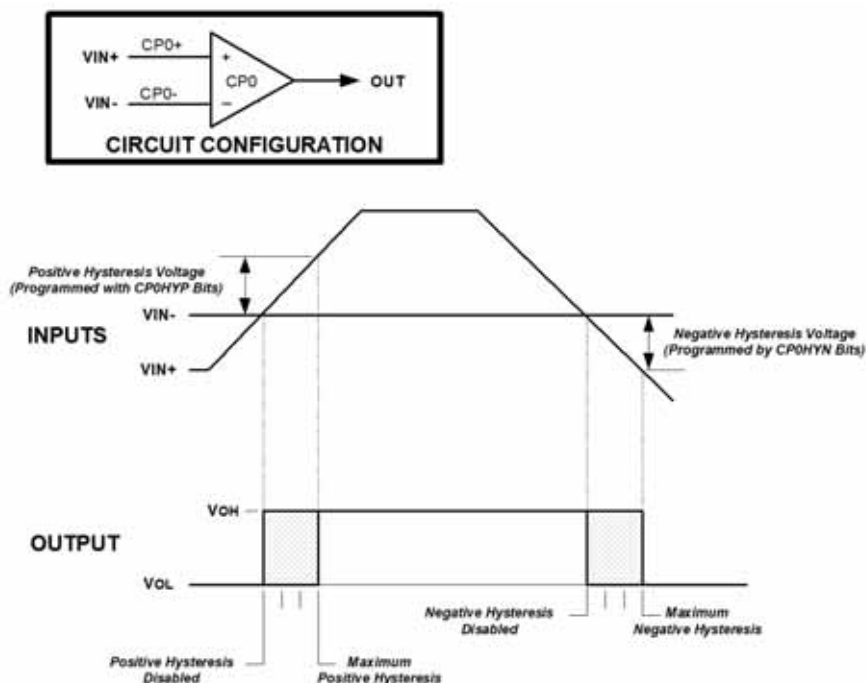 VIN+
CP0+
+
CP0
OUT
VIN-
CP0-
_
CIRCUIT CONFIGURATION
Positive Hysteresis Voltage
(Programmed with CP0HYP Bits)
VIN-
INPUTS
Negative Hysteresis Voltage
(Programmed by CP0HYN Bits)
VIN+
VOH
OUTPUT
VOL
Negative Hysteresis
Disabled
Maximum
Negative Hysteresis
Positive Hysteresis
Disabled
Maximum
Positive Hysteresis